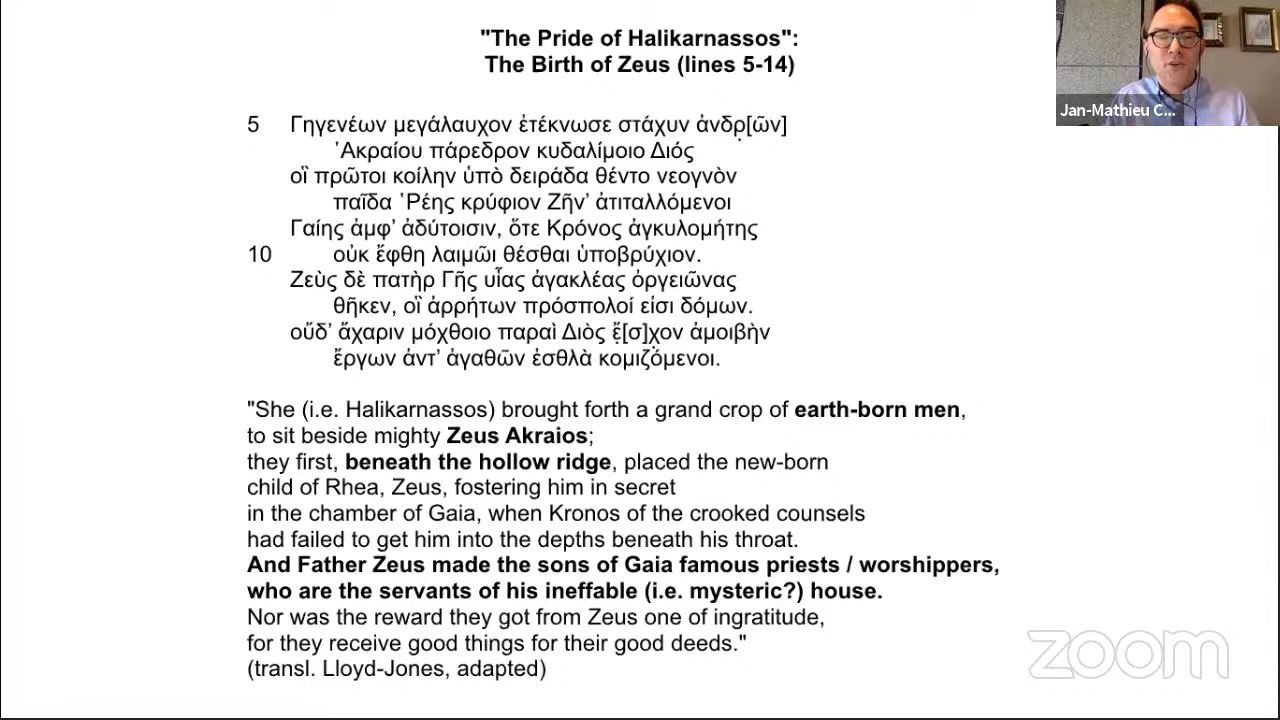 "The Pride of Halikarnassos":
The Birth of Zeus (lines 5-14)
Jan-Mathieu C...
5 Γηγενέων μεγάλαυχον ἐτέκνωσε στάχυν ἀνδρ̣[ῶν]
Ἀκραίου πάρεδρον κυδαλίμοιο Διός
οἳ πρῶτοι κοίλην ὑπὸ δειράδα θέντο νεογνὸν
παῖδα Ῥέης κρύφιον Ζῆν’ ἀτιταλλόμενοι
Γαίης ἀμφ’ ἀδύτοισιν, ὅτε Κρόνος ἀγκυλομήτης
10 οὐκ ἔφθη λαιμῶι θέσθαι ὑποβρύχιον.
Ζεὺς δὲ πατὴρ Γῆς υἷας ἀγακλέας ὀργειῶνας
θῆκεν, οἳ ἀρρήτων πρόσπολοί εἰσι δόμων.
οὔδ’ ἄχαριν μόχθοιο παραὶ Διὸς ἔ̣[σ]χ̣ον ἀμοιβὴν
ἔργων ἀντ’ ἀγαθῶν ἐσθλὰ κομιζόμενοι.
"She (i.e. Halikarnassos) brought forth a grand crop of earth-born men,
to sit beside mighty Zeus Akraios;
they first, beneath the hollow ridge, placed the new-born
child of Rhea, Zeus, fostering him in secret
in the chamber of Gaia, when Kronos of the crooked counsels
had failed to get him into the depths beneath his throat.
And Father Zeus made the sons of Gaia famous priests / worshippers,
who are the servants of his ineffable (i.e. mysteric?) house.
Nor was the reward they got from Zeus one of ingratitude,
for they receive good things for their good deeds."
(transl. Lloyd-Jones, adapted)
zoom